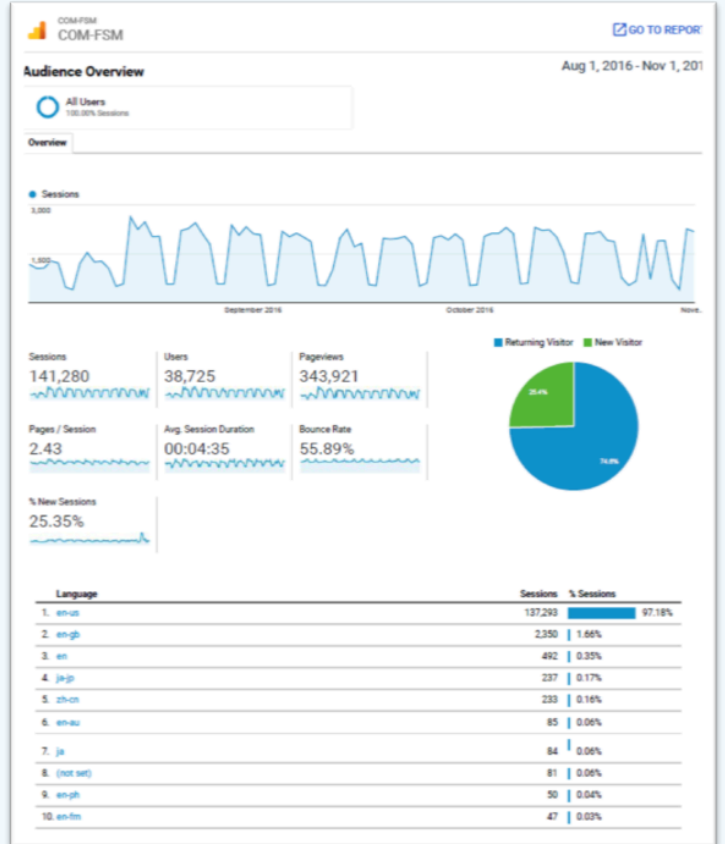 COM-FSM
COM-FSM
GO TO REPOR
Audience Overview
Aug 1, 2016 - Nov 1, 201
All Users
100.00% Sessions
Overview
Sessions
3,000
1,500
September 2016
October 2016
Nove..
Returning Visitor New Visitor
Sessions
141,280
Users
38,725
Pageviews
343,921
25.4%
74.6%
Pages / Session
2.43
Avg. Session Duration
00:04:35
Bounce Rate
55.89%
% New Sessions
25.35%
Language Sessions % Sessions
1. en-us 137,293 97.18%
2. en-gb 2,350 1.66%
3. en 492 0.35%
4. ja-jp 237 0.17%
5. zh-cn 233 0.16%
6. en-au 85 0.06%
7. ja 84 0.06%
8. (not set) 81 0.06%
9. en-ph 50 0.04%
10. en-fm 47 0.03%